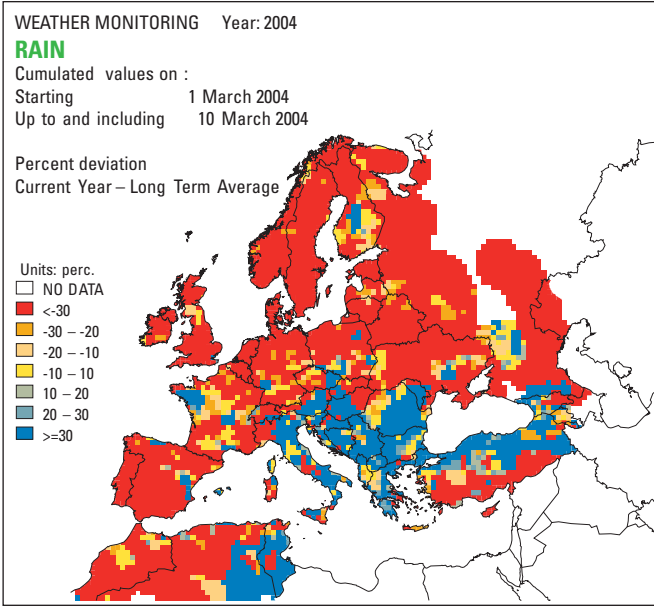 WEATHER MONITORING Year: 2004
RAIN
Cumulated values on :
Starting 1 March 2004
Up to and including 10 March 2004
Percent deviation
Current Year – Long Term Average
Units: perc.
NO DATA
<-30
-30 – -20
-20 – -10
-10 – 10
10 – 20
20 – 30
>=30